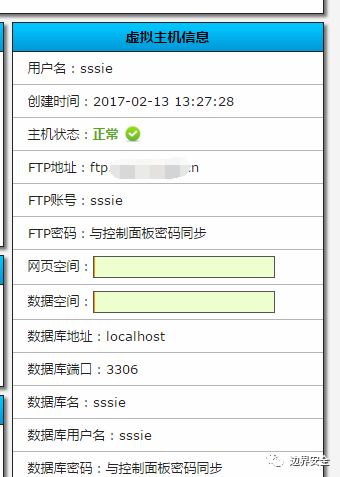 虚拟主机信息
用户名：sssie
创建时间：2017-02-13 13:27:28
主机状态：正常
FTP地址：ftp.n
FTP账号：sssie
FTP密码：与控制面板密码同步
网页空间：
数据空间：
数据库地址：localhost
数据库端口：3306
数据库名：sssie
数据库用户名：sssie
数据库密码：与控制面板密码同步
边界安全